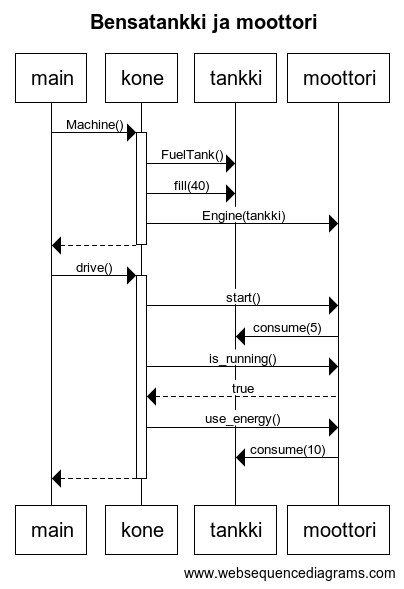 Bensatankki ja moottori
main kone tankki moottori
Machine()
FuelTank()
fill(40)
Engine(tankki)
drive()
start()
consume(5)
is_running()
true
use_energy()
consume(10)
main kone tankki moottori
www.websequencediagrams.com